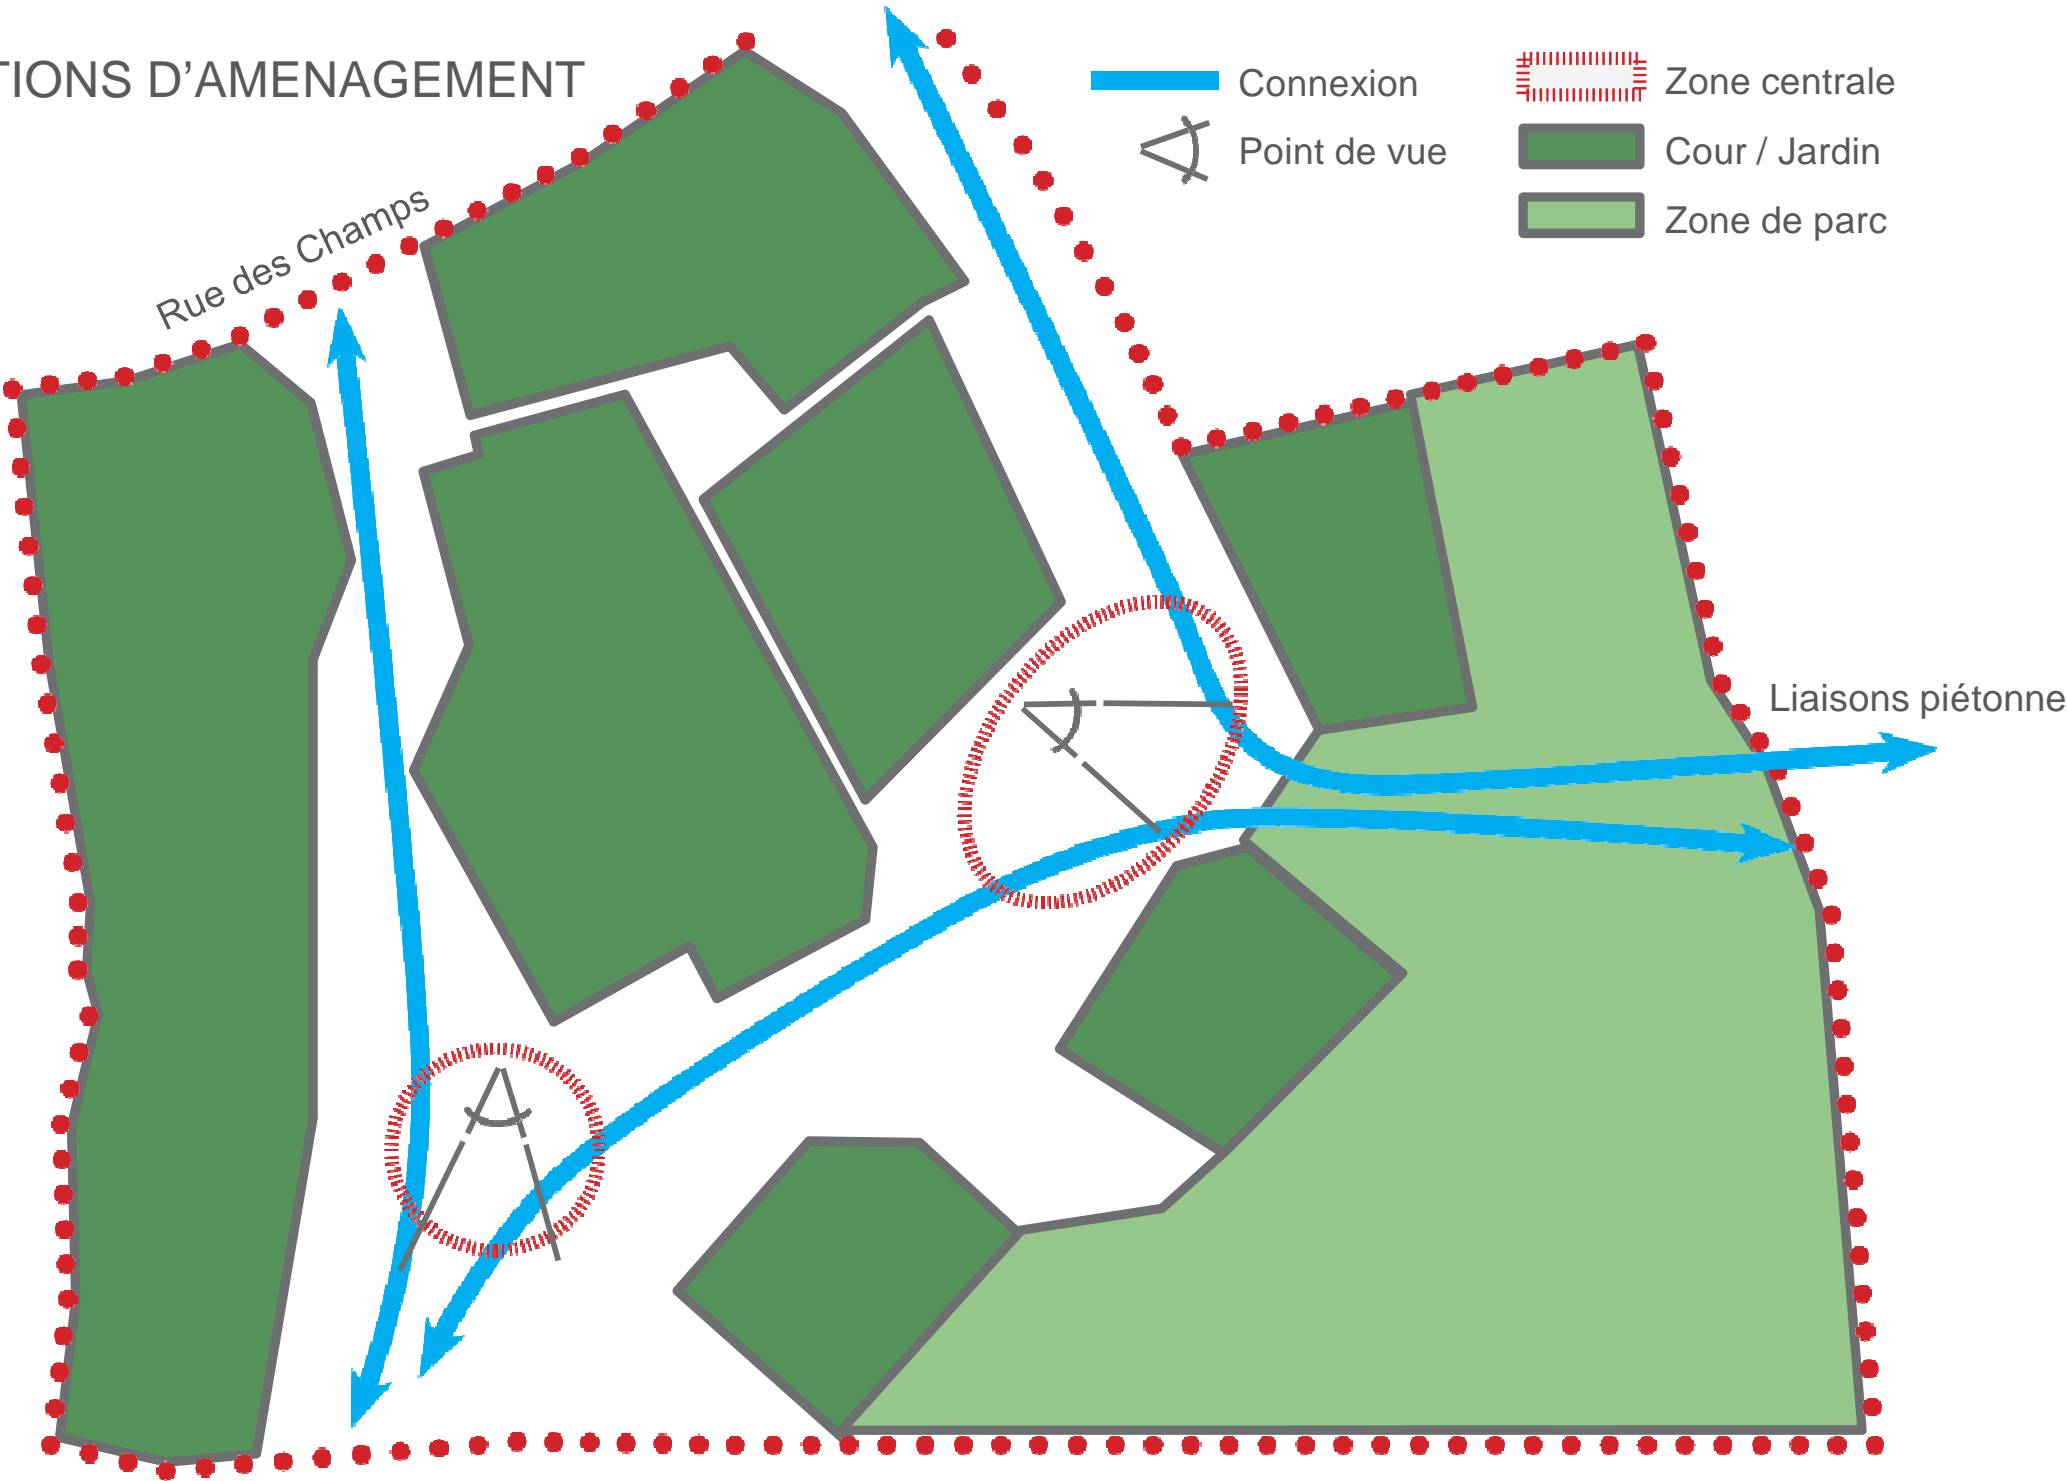 TIONS D'AMENAGEMENT
Connexion
Point de vue
Zone centrale
Cour / Jardin
Zone de parc
Rue des Champs
Liaisons piétonne